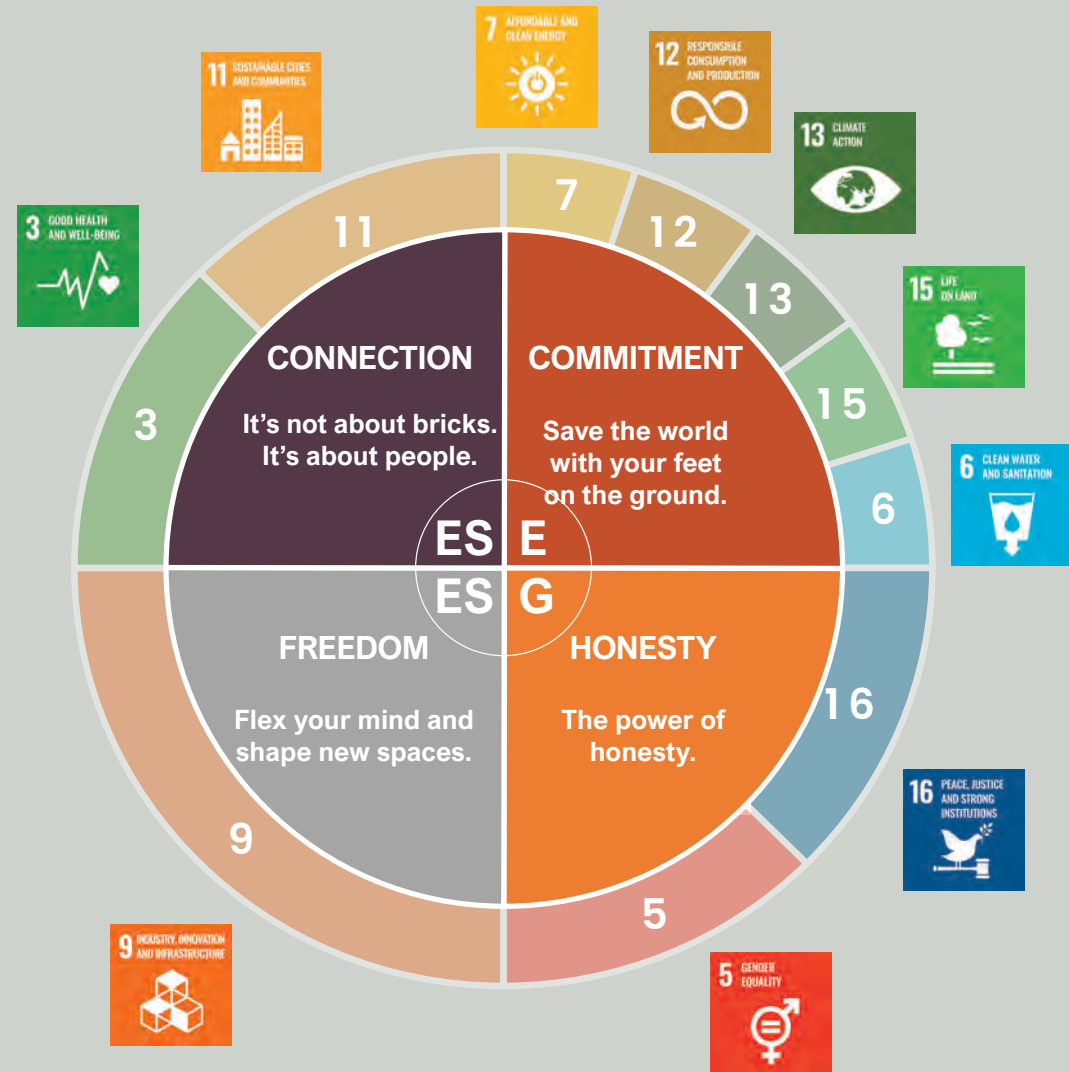 7 AFFORDABLE AND
CLEAN ENERGY
12 RESPONSIBLE
CONSUMPTION
AND PRODUCTION
11 SUSTAINABLE CITIES
AND COMMUNITIES
13 CLIMATE
ACTION
3 GOOD HEALTH
AND WELL-BEING
15 LIFE
ON LAND
6 CLEAN WATER
AND SANITATION
7
11
12
13
15
3
6
CONNECTION
It's not about bricks.
It's about people.
ES
COMMITMENT
Save the world
with your feet
on the ground.
E
ES
FREEDOM
Flex your mind and
shape new spaces.
G
HONESTY
The power of
honesty.
16
9
5
16 PEACE, JUSTICE
AND STRONG
INSTITUTIONS
9 INDUSTRY, INNOVATION
AND INFRASTRUCTURE
5 GENDER
EQUALITY